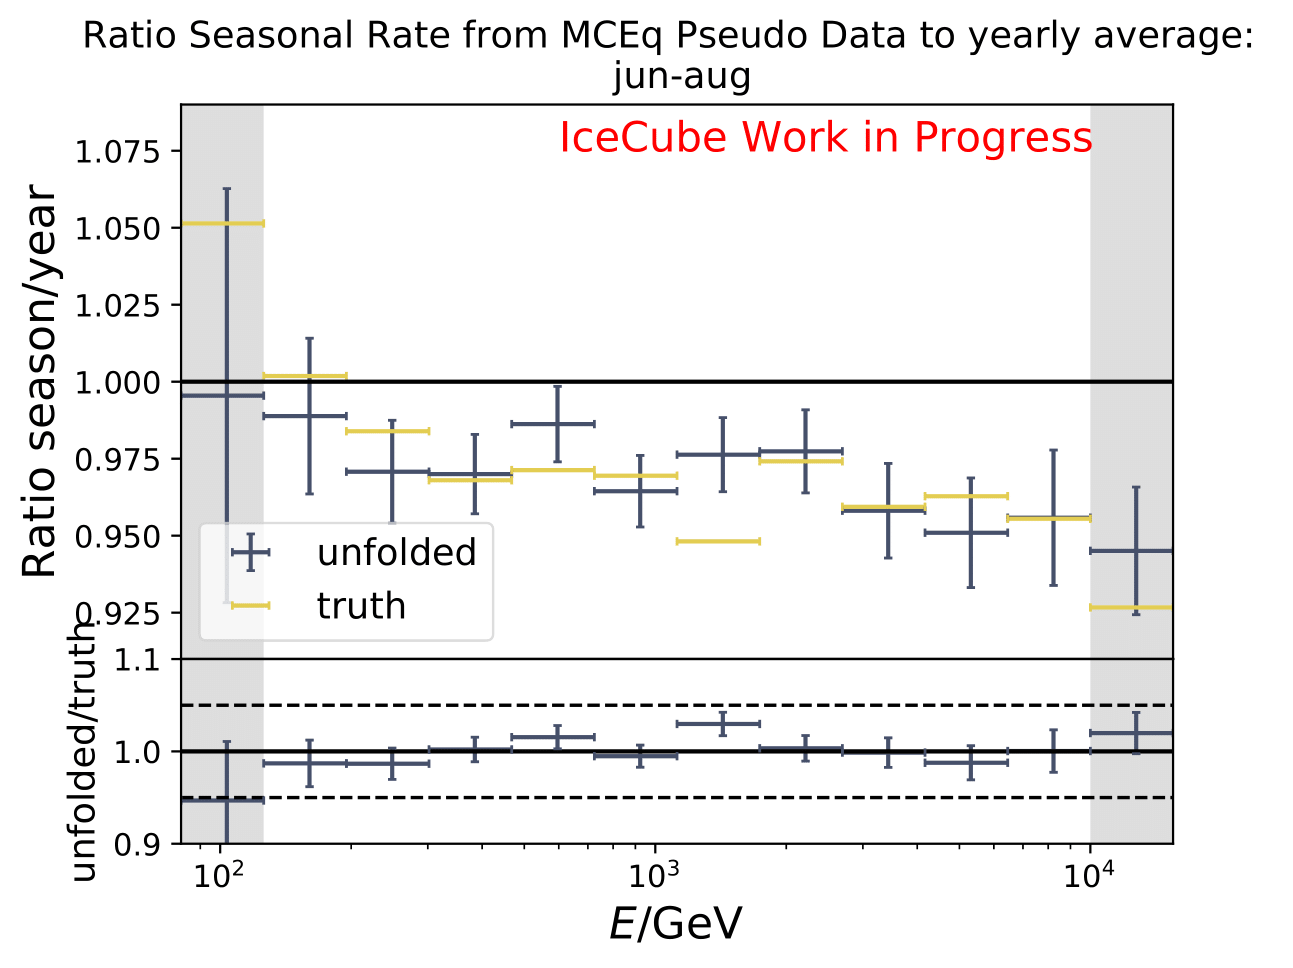 Ratio Seasonal Rate from MCEq Pseudo Data to yearly average:
jun-aug
IceCube Work in Progress
Ratio season/year
1.075
1.050
1.025
1.000
0.975
0.950
0.925
unfolded
truth
unfolded/truth
1.1
1.0
0.9
10²
10³
10⁴
E/GeV